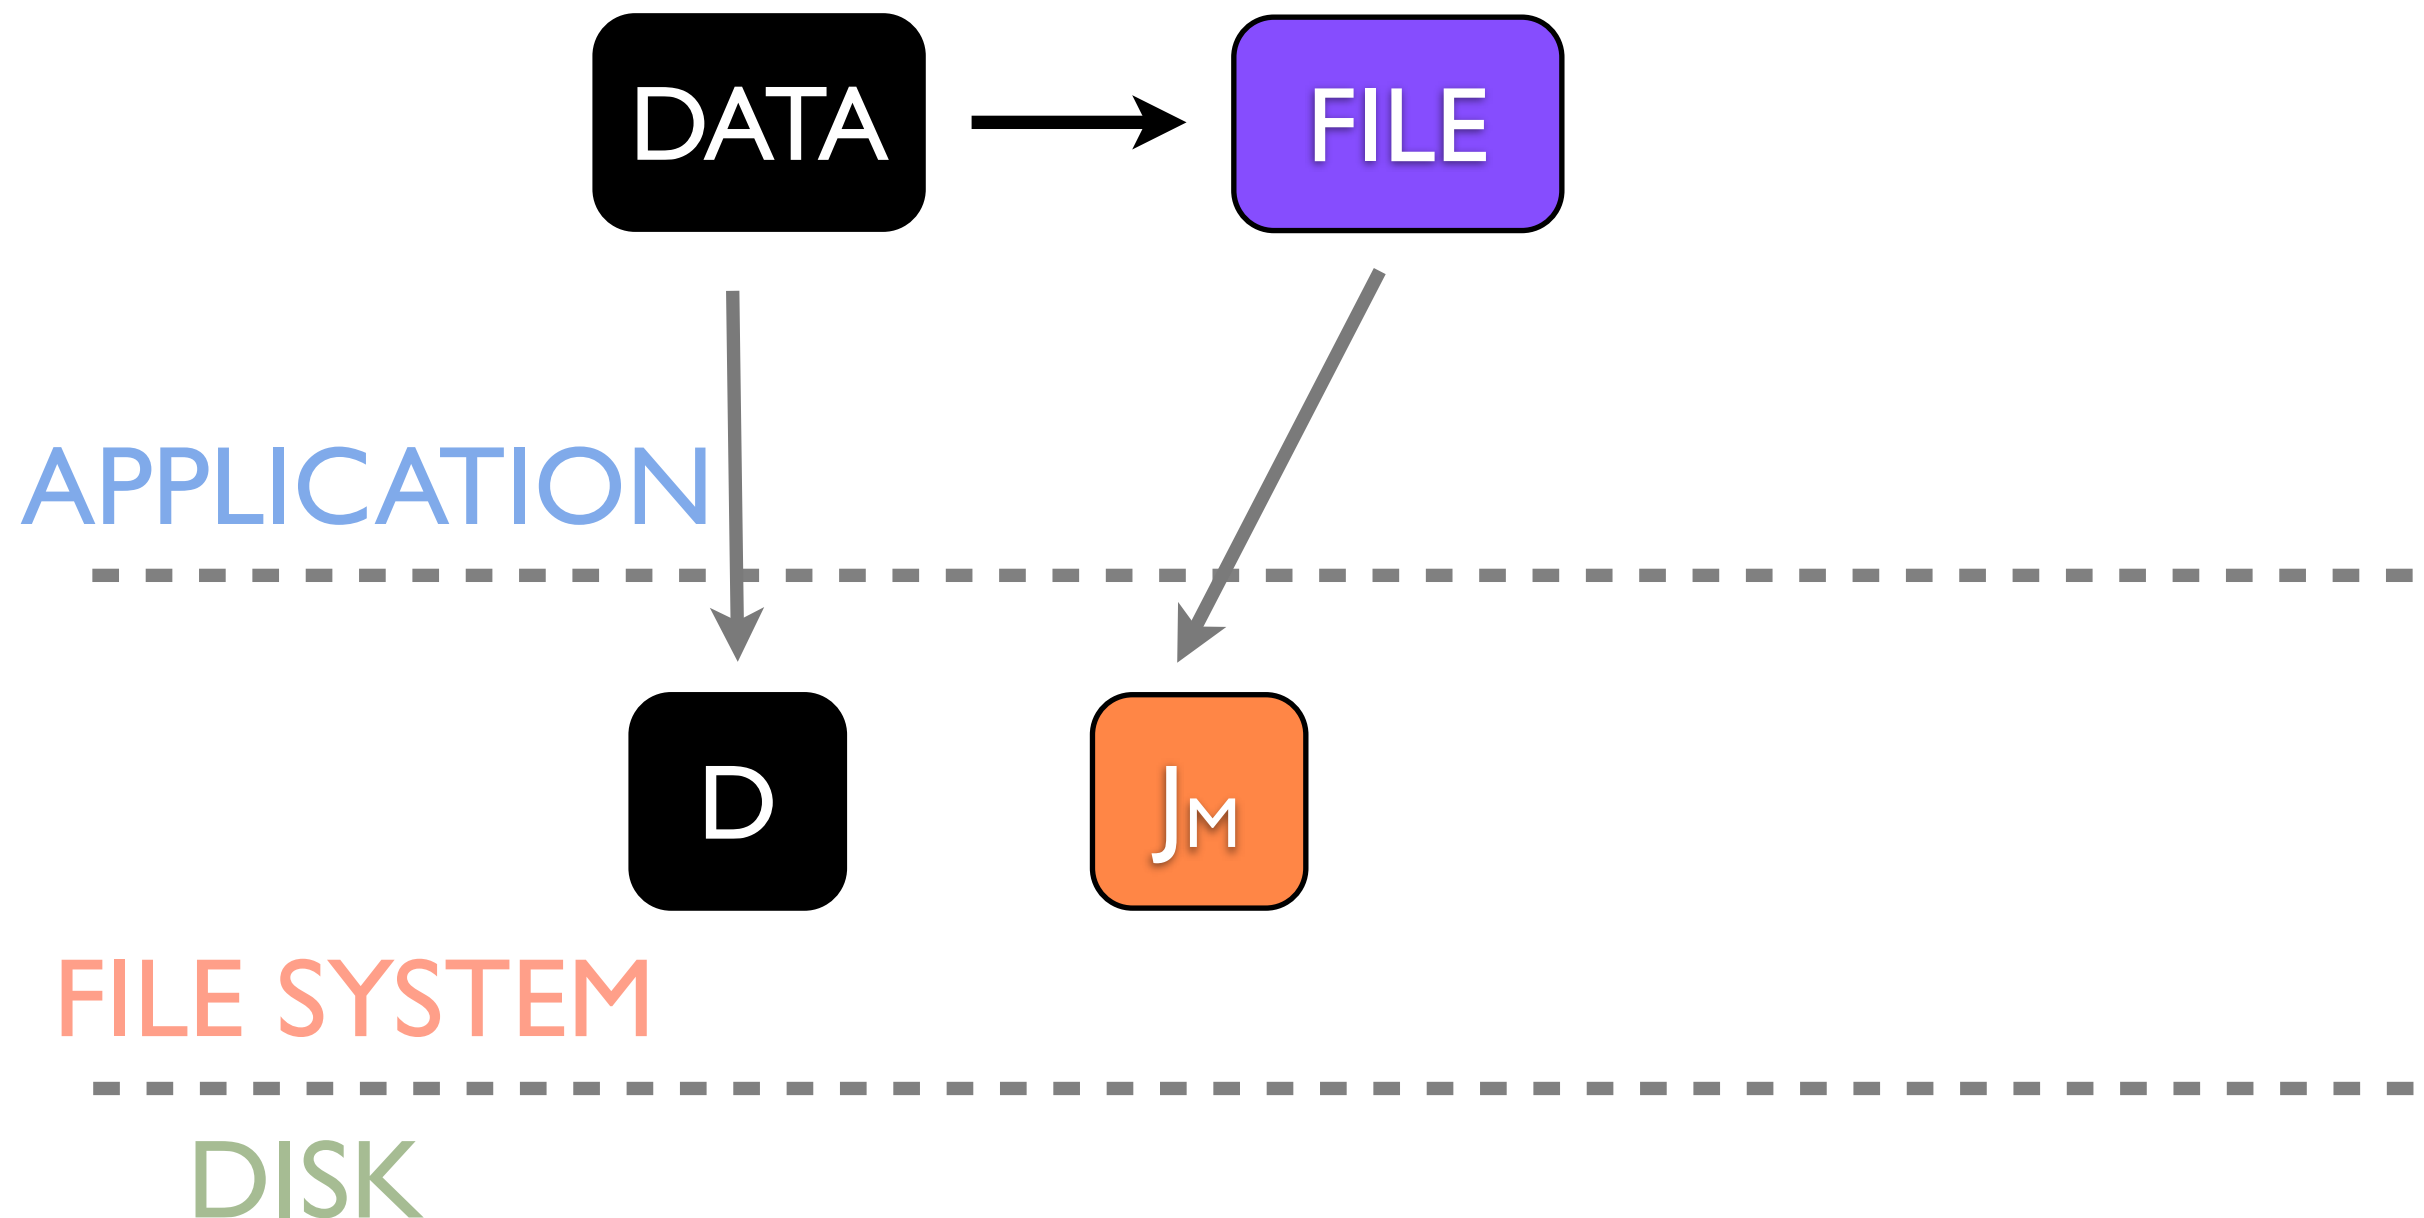 DATA
FILE
APPLICATION
D
JM
FILE SYSTEM
DISK